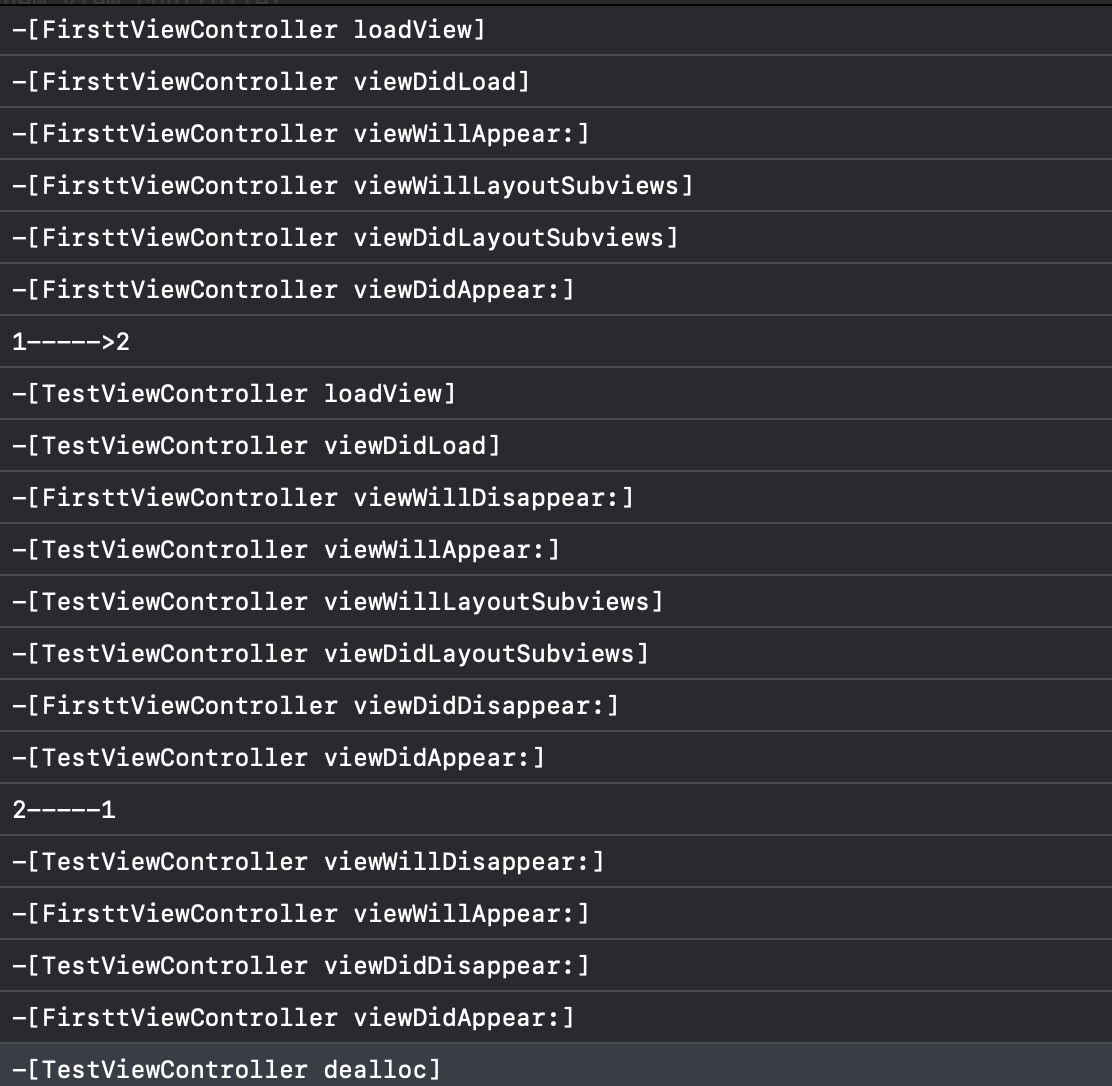 -[FirsttViewController loadView]
-[FirsttViewController viewDidLoad]
-[FirsttViewController viewWillAppear:]
-[FirsttViewController viewWillLayoutSubviews]
-[FirsttViewController viewDidLayoutSubviews]
-[FirsttViewController viewDidAppear:]
1----->2
-[TestViewController loadView]
-[TestViewController viewDidLoad]
-[FirsttViewController viewWillDisappear:]
-[TestViewController viewWillAppear:]
-[TestViewController viewWillLayoutSubviews]
-[TestViewController viewDidLayoutSubviews]
-[FirsttViewController viewDidDisappear:]
-[TestViewController viewDidAppear:]
2-----1
-[TestViewController viewWillDisappear:]
-[FirsttViewController viewWillAppear:]
-[TestViewController viewDidDisappear:]
-[FirsttViewController viewDidAppear:]
-[TestViewController dealloc]